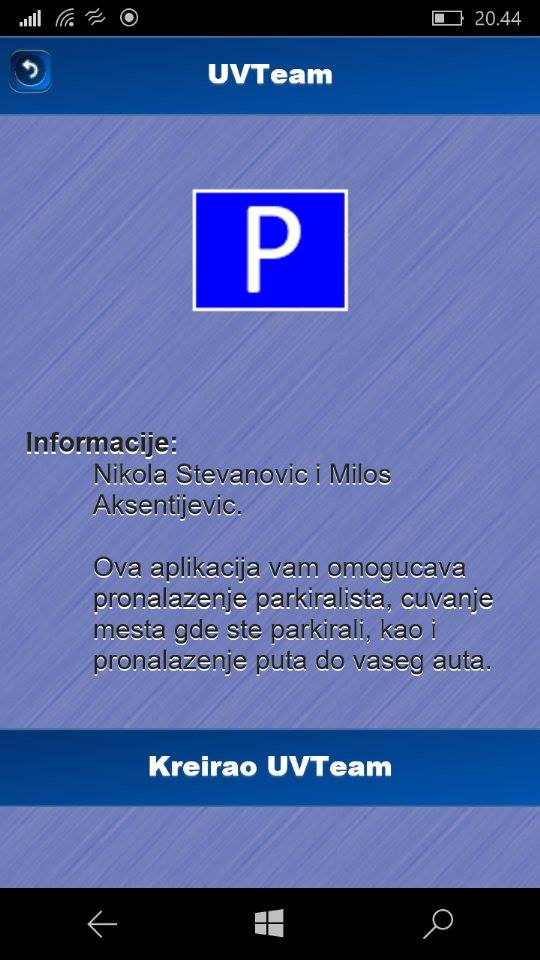 20.44
UVTeam
P
Informacije:
Nikola Stevanovic i Milos
Aksentijevic.
Ova aplikacija vam omogucava
pronalazenje parkiralista, cuvanje
mesta gde ste parkirali, kao i
pronalazenje puta do vaseg auta.
Kreirao UVTeam